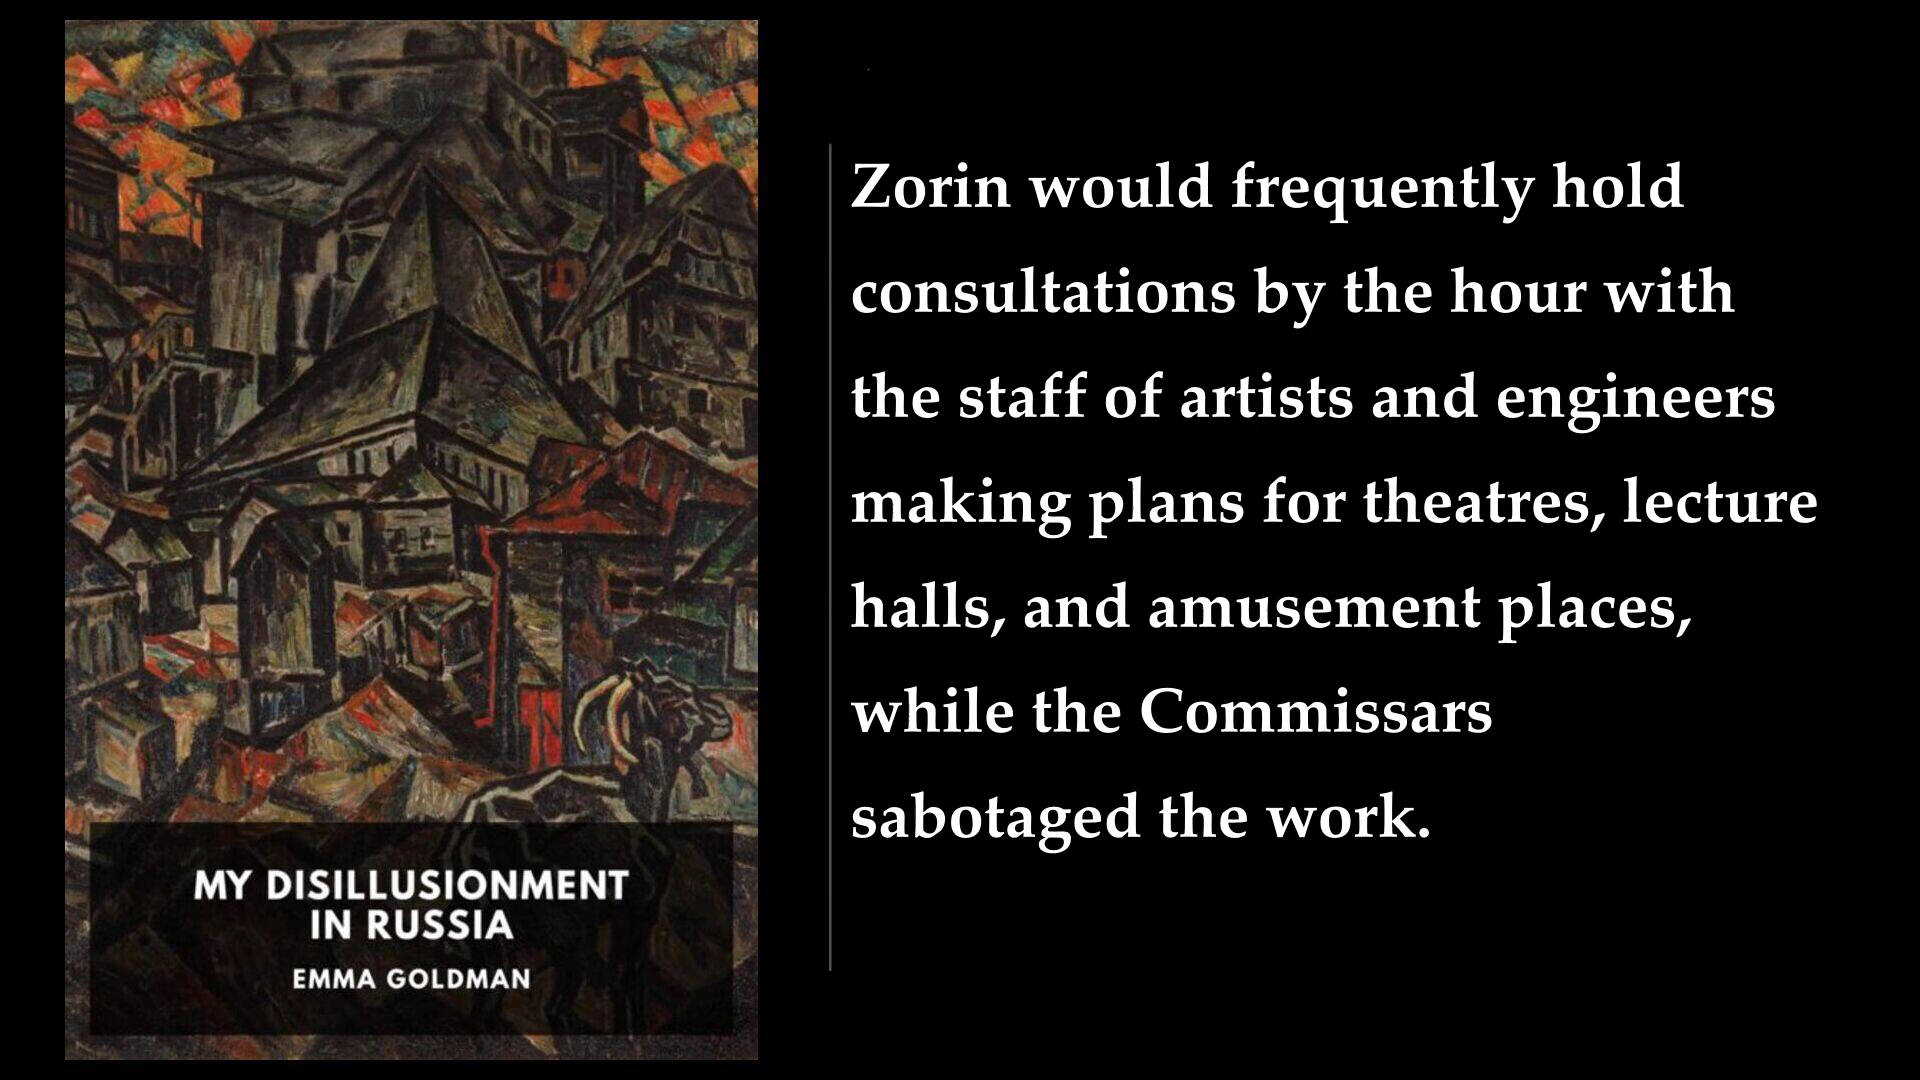 MY DISILLUSIONMENT
IN RUSSIA
EMMA GOLDMAN
Zorin would frequently hold
consultations by the hour with
the staff of artists and engineers
making plans for theatres, lecture
halls, and amusement places,
while the Commissars
sabotaged the work.